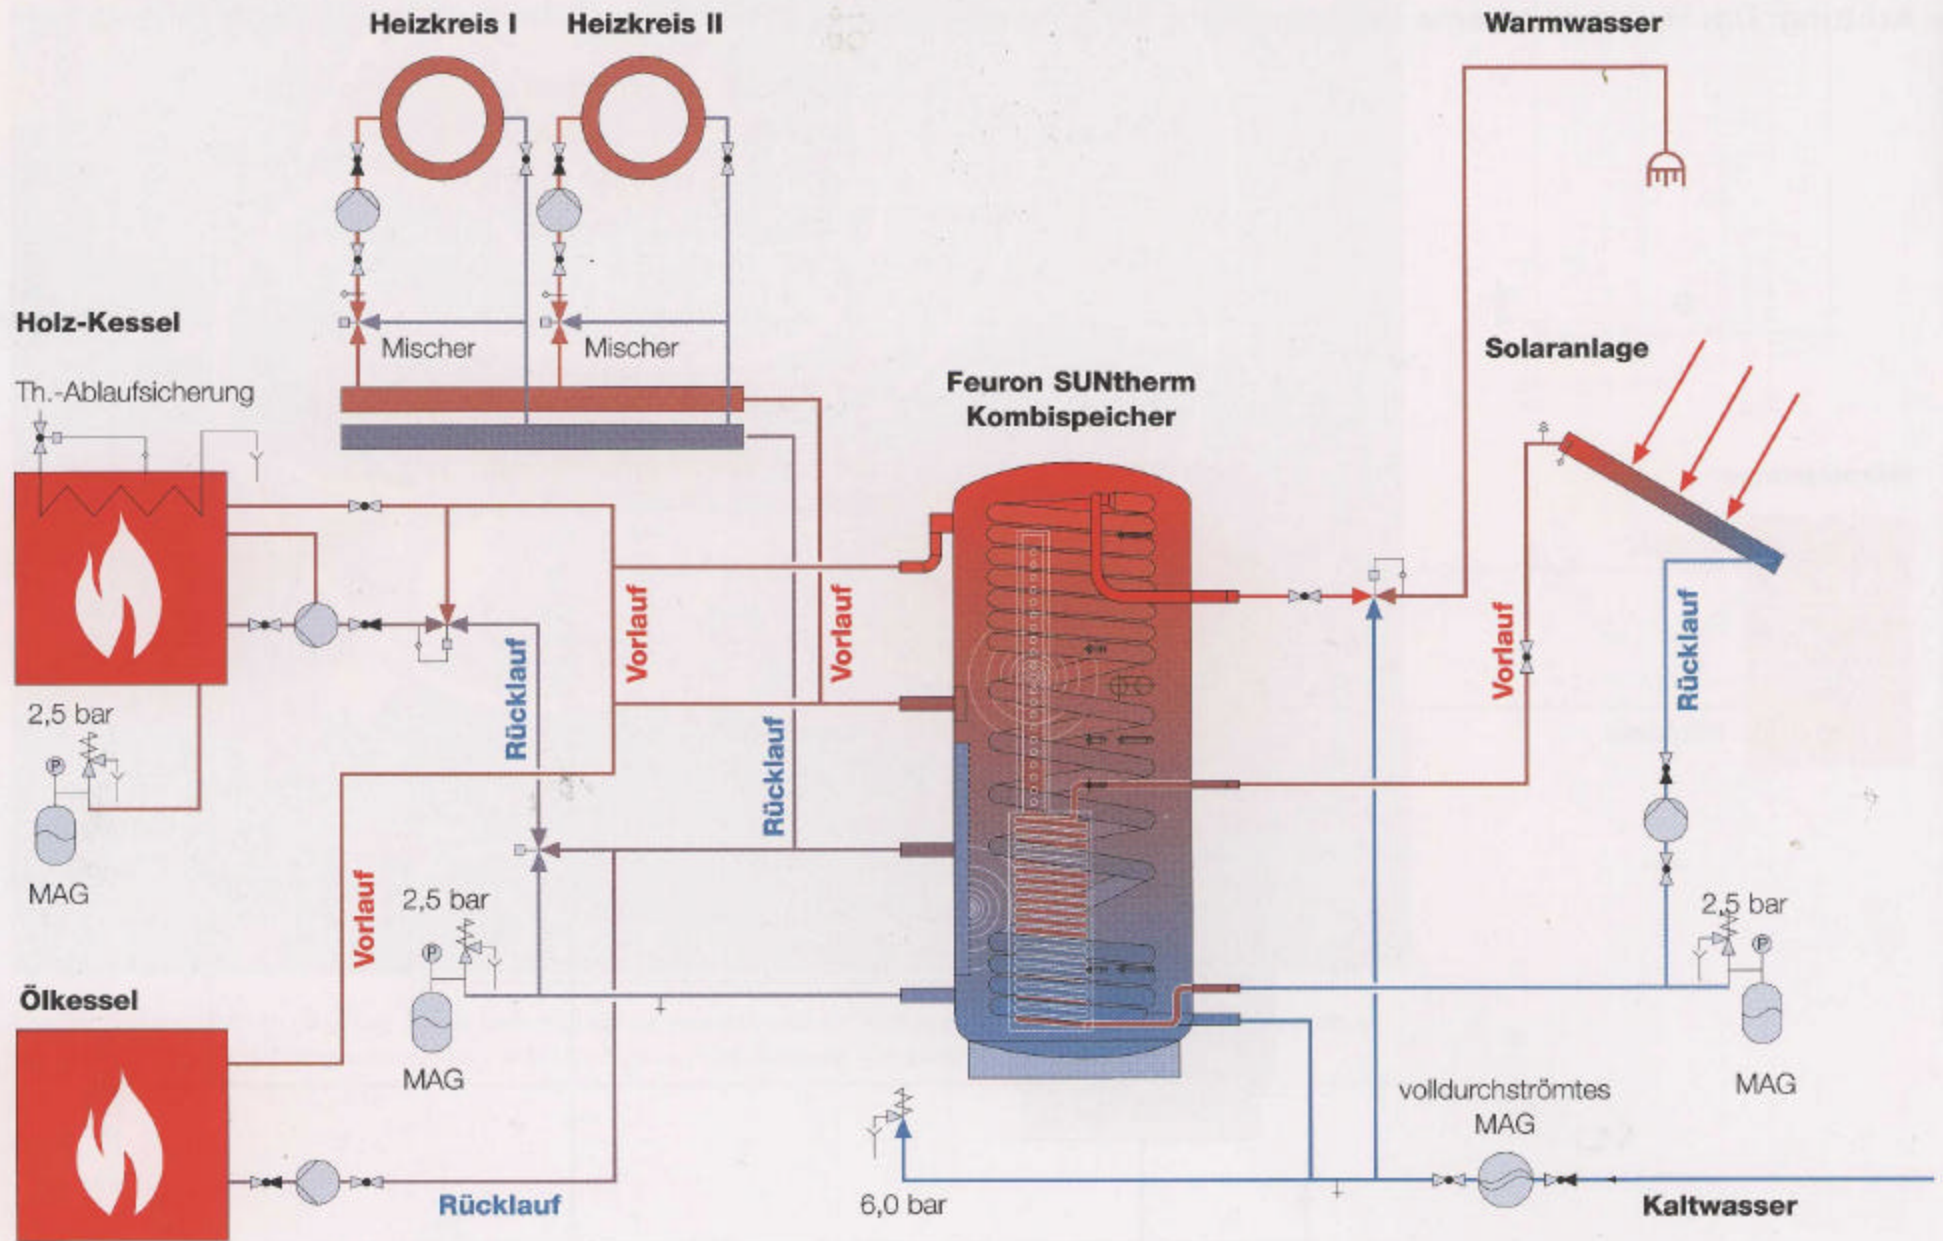 Heizkreis I
Heizkreis II
Warmwasser
Holz-Kessel
Mischer
Mischer
Solaranlage
Th.-Ablaufsicherung
Feuron SUNtherm
Kombispeicher
Vorlauf
Vorlauf
Vorlauf
Rücklauf
Rücklauf
2,5 bar
P
MAG
Rücklauf
Vorlauf
2,5 bar
P
MAG
2,5 bar
P
MAG
Ölkessel
Rücklauf
6,0 bar
volldurchströmtes
MAG
Kaltwasser